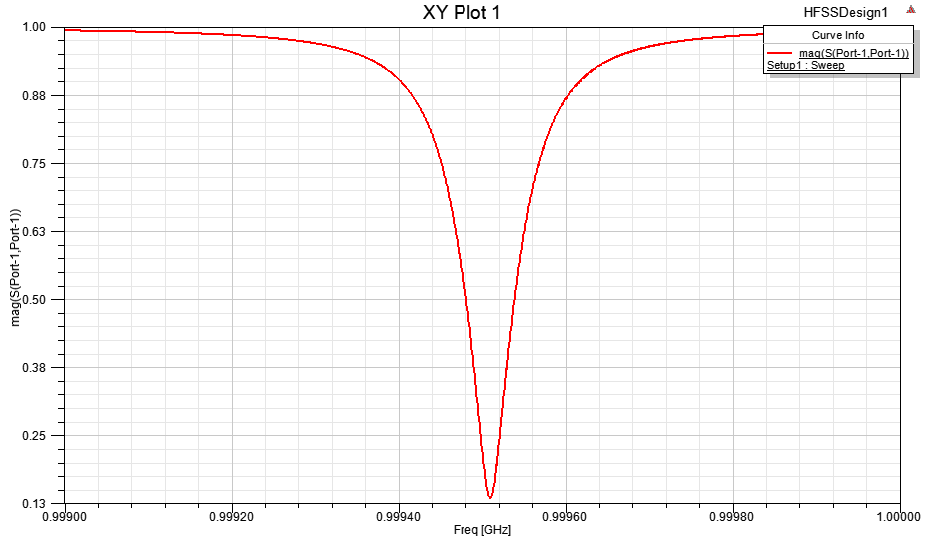 XY Plot 1
HFSSDesign1
Curve Info
mag(S(Port-1,Port-1))
Setup1 : Sweep
mag(S(Port-1,Port-1))
1.00
0.88
0.75
0.63
0.50
0.38
0.25
0.13
0.99900
0.99920
0.99940
0.99960
0.99980
1.00000
Freq [GHz]